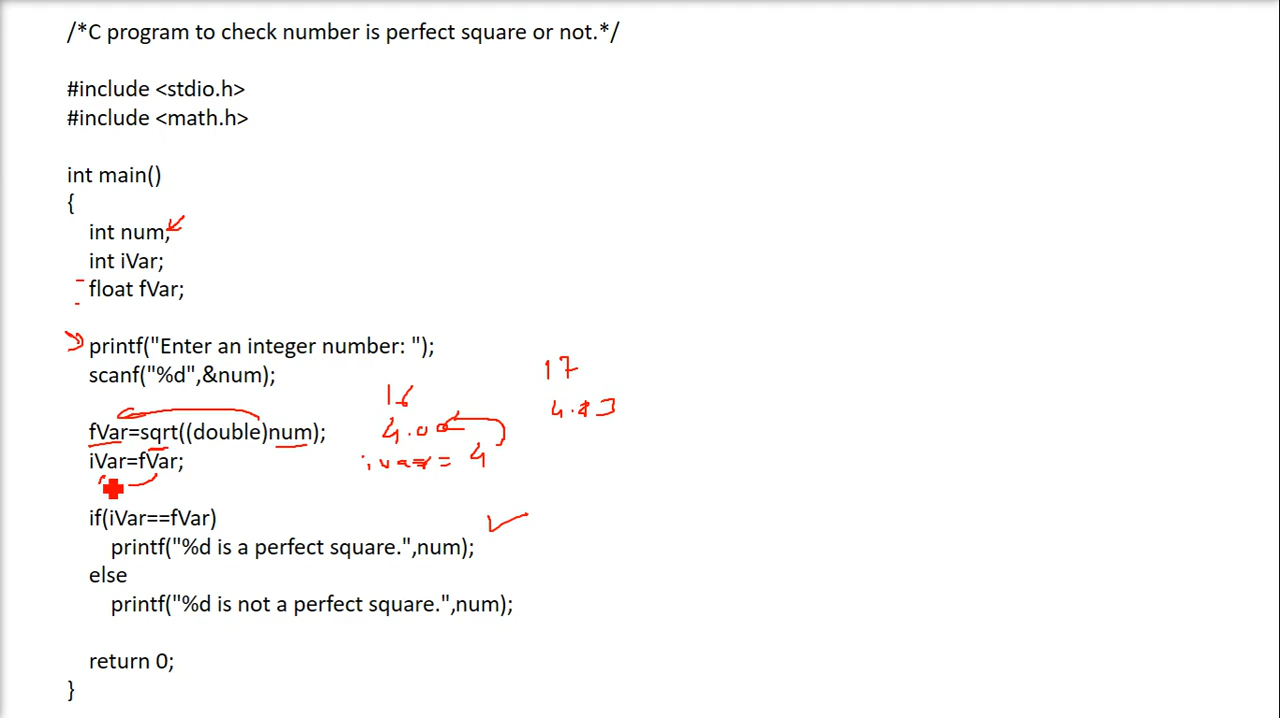 /*C program to check number is perfect square or not.*/
#include <stdio.h>
#include <math.h>
int main()
{
int num;
int iVar;
float fVar;
printf("Enter an integer number: ");
scanf("%d",&num);
17
16
4.0
fVar=sqrt((double)num);
iVar=fVar;
ivar = 4
if(iVar==fVar)
printf("%d is a perfect square.",num);
else
printf("%d is not a perfect square.",num);
return 0;
}